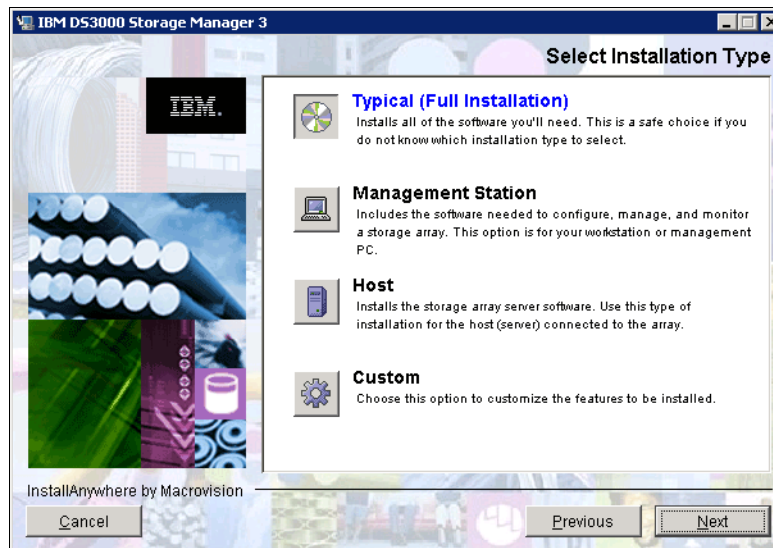 IBM DS3000 Storage Manager 3
Select Installation Type
IBM.
Typical (Full Installation)
Installs all of the software you'll need. This is a safe choice if you
do not know which installation type to select.
Management Station
Includes the software needed to configure, manage, and monitor
a storage array. This option is for your workstation or management
PC.
Host
Installs the storage array server software. Use this type of
installation for the host (server) connected to the array.
Custom
Choose this option to customize the features to be installed.
InstallAnywhere by Macrovision
Cancel
Previous
Next